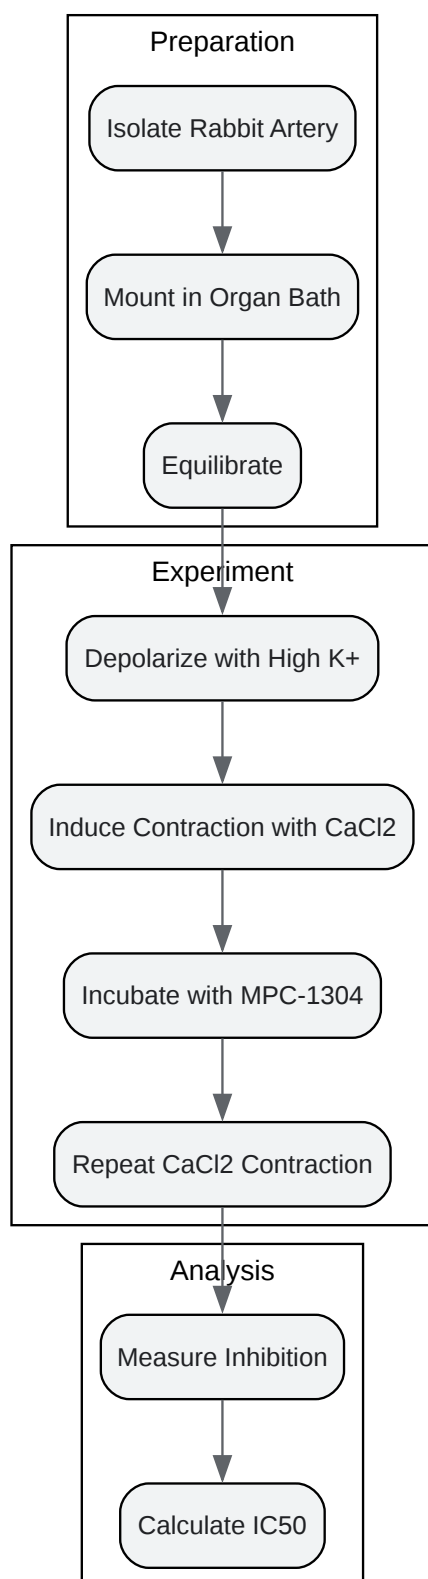 Preparation
Isolate Rabbit Artery
Mount in Organ Bath
Equilibrate
Experiment
Depolarize with High K+
Induce Contraction with CaCl2
Incubate with MPC-1304
Repeat CaCl2 Contraction
Analysis
Measure Inhibition
Calculate IC50